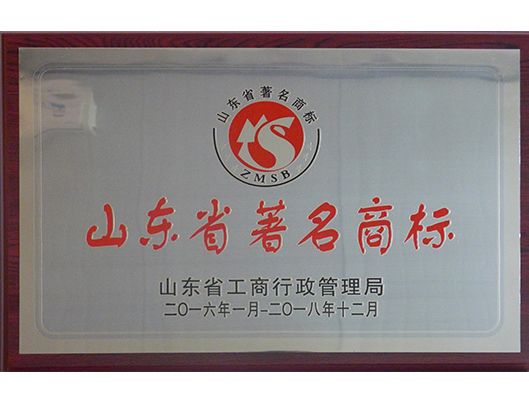 山东省著名商标
ZMSB
山东省著名商标
山东省工商行政管理局
二〇一六年一月-二〇一八年十二月